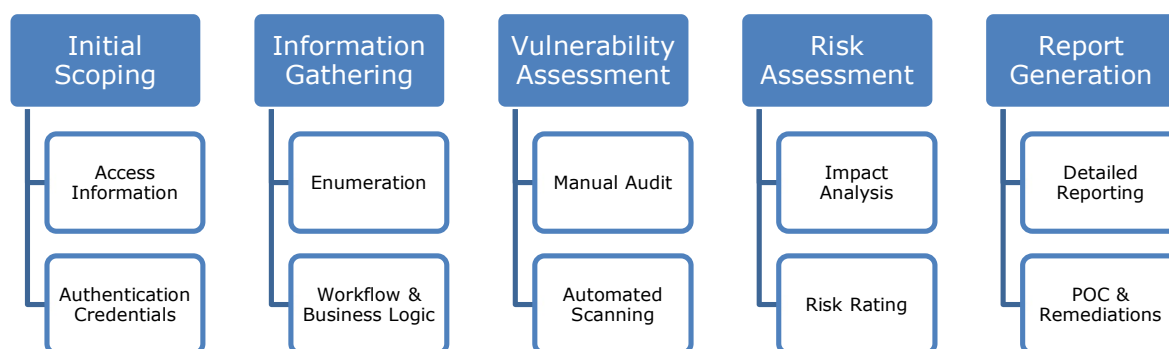 Initial
Scoping
Access
Information
Authentication
Credentials
Information
Gathering
Enumeration
Workflow &
Business Logic
Vulnerability
Assessment
Manual Audit
Automated
Scanning
Risk
Assessment
Impact
Analysis
Risk Rating
Report
Generation
Detailed
Reporting
POC &
Remediations